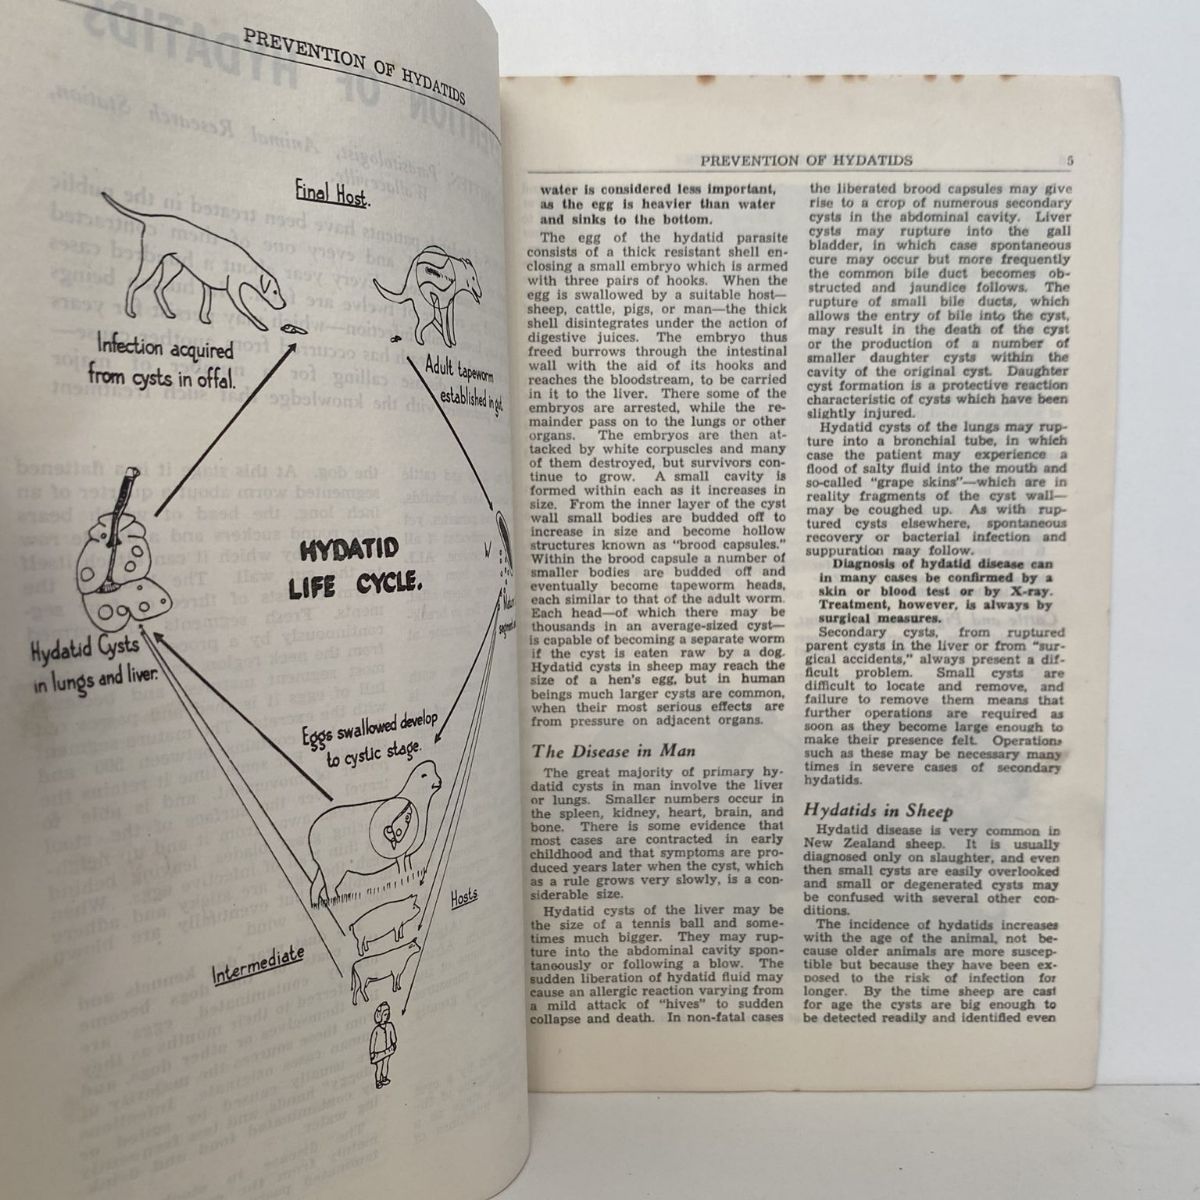 PREVENTION OF HYDATIDS
Final Host.
Infection acquired
from cysts in offal.
Adult tapeworm
established in gut
HYDATID
LIFE CYCLE.
Hydatid Cysts
in lungs and liver.
Eggs swallowed develop
to cystic stage.
Hosts
Intermediate
PREVENTION OF HYDATIDS 5
water is considered less important,
as the egg is heavier than water
and sinks to the bottom.
The egg of the hydatid parasite
consists of a thick resistant shell en-
closing a small embryo which is armed
with three pairs of hooks. When the
egg is swallowed by a suitable host—
sheep, cattle, pigs, or man—the thick
shell disintegrates under the action of
digestive juices. The embryo thus
freed burrows through the intestinal
wall with the aid of its hooks and
reaches the bloodstream, to be carried
in it to the liver. There some of the
embryos are arrested, while the re-
mainder pass on to the lungs or other
organs. The embryos are then at-
tacked by white corpuscles and many
of them destroyed, but survivors con-
tinue to grow. A small cavity is
formed within each as it increases in
size. From the inner layer of the cyst
wall small bodies are budded off to
increase in size and become hollow
structures known as "brood capsules."
Within the brood capsule a number of
smaller bodies are budded off and
eventually become tapeworm heads,
each similar to that of the adult worm.
Each head—of which there may be
thousands in an average-sized cyst—
is capable of becoming a separate worm
if the cyst is eaten raw by a dog.
Hydatid cysts in sheep may reach the
size of a hen's egg, but in human
beings much larger cysts are common,
when their most serious effects are
from pressure on adjacent organs.
The Disease in Man
The great majority of primary hy-
datid cysts in man involve the liver
or lungs. Smaller numbers occur in
the spleen, kidney, heart, brain, and
bone. There is some evidence that
most cases are contracted in early
childhood and that symptoms are pro-
duced years later when the cyst, which
as a rule grows very slowly, is a con-
siderable size.
Hydatid cysts of the liver may be
the size of a tennis ball and some-
times much bigger. They may rup-
ture into the abdominal cavity spon-
taneously or following a blow. The
sudden liberation of hydatid fluid may
cause an allergic reaction varying from
a mild attack of "hives" to sudden
collapse and death. In non-fatal cases
the liberated brood capsules may give
rise to a crop of numerous secondary
cysts in the abdominal cavity. Liver
cysts may rupture into the gall
bladder, in which case spontaneous
cure may occur but more frequently
the common bile duct becomes ob-
structed and jaundice follows. The
rupture of small bile ducts, which
allows the entry of bile into the cyst,
may result in the death of the cyst
or the production of a number of
smaller daughter cysts within the
cavity of the original cyst. Daughter
cyst formation is a protective reaction
characteristic of cysts which have been
slightly injured.
Hydatid cysts of the lungs may rup-
ture into a bronchial tube, in which
case the patient may experience a
flood of salty fluid into the mouth and
so-called "grape skins"—which are in
reality fragments of the cyst wall—
may be coughed up. As with rup-
tured cysts elsewhere, spontaneous
recovery or bacterial infection and
suppuration may follow.
Diagnosis of hydatid disease can
in many cases be confirmed by a
skin or blood test or by X-ray.
Treatment, however, is always by
surgical measures.
Secondary cysts, from ruptured
parent cysts in the liver or from "sur-
gical accidents," always present a dif-
ficult problem. Small cysts are
difficult to locate and remove, and
failure to remove them means that
further operations are required as
soon as they become large enough to
make their presence felt. Operations
such as these may be necessary many
times in severe cases of secondary
hydatids.
Hydatids in Sheep
Hydatid disease is very common in
New Zealand sheep. It is usually
diagnosed only on slaughter, and even
then small cysts are easily overlooked
and small or degenerated cysts may
be confused with several other con-
ditions.
The incidence of hydatids increases
with the age of the animal, not be-
cause older animals are more suscep-
tible but because they have been ex-
posed to the risk of infection for
longer. By the time sheep are cast
for age the cysts are big enough to
be detected readily and identified even